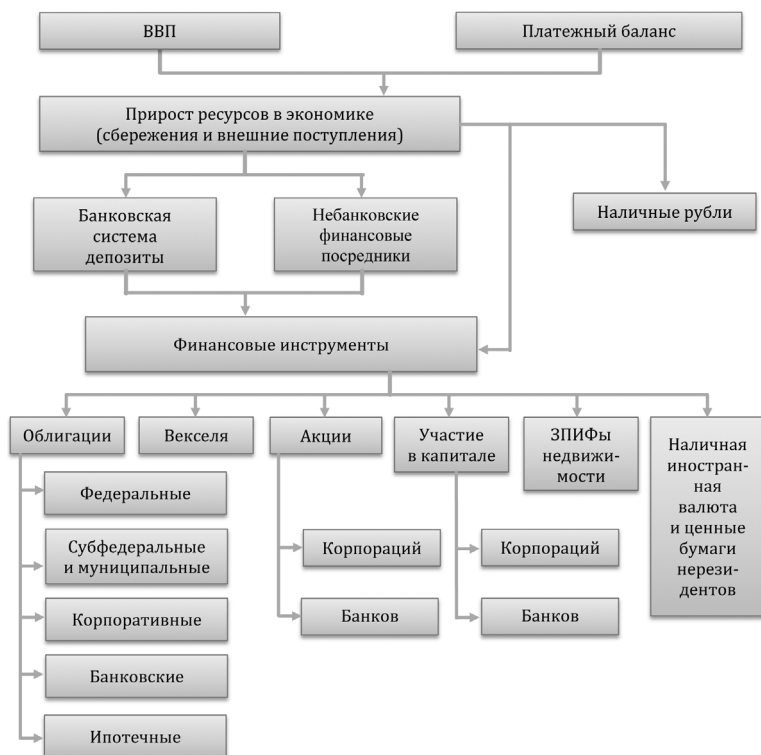 ВВП
Платежный баланс
Прирост ресурсов в экономике
(сбережения и внешние поступления)
Банковская
система
депозиты
Небанковские
финансовые
посредники
Наличные рубли
Финансовые инструменты
Облигации
Векселя
Акции
Участие
в капитале
ЗПИФы
недвижи-
мости
Наличная
иностран-
ная
валюта
и ценные
бумаги
нерези-
дентов
Федеральные
Субфедеральные
и муниципальные
Корпоративные
Банковские
Ипотечные
Корпораций
Банков
Корпораций
Банков